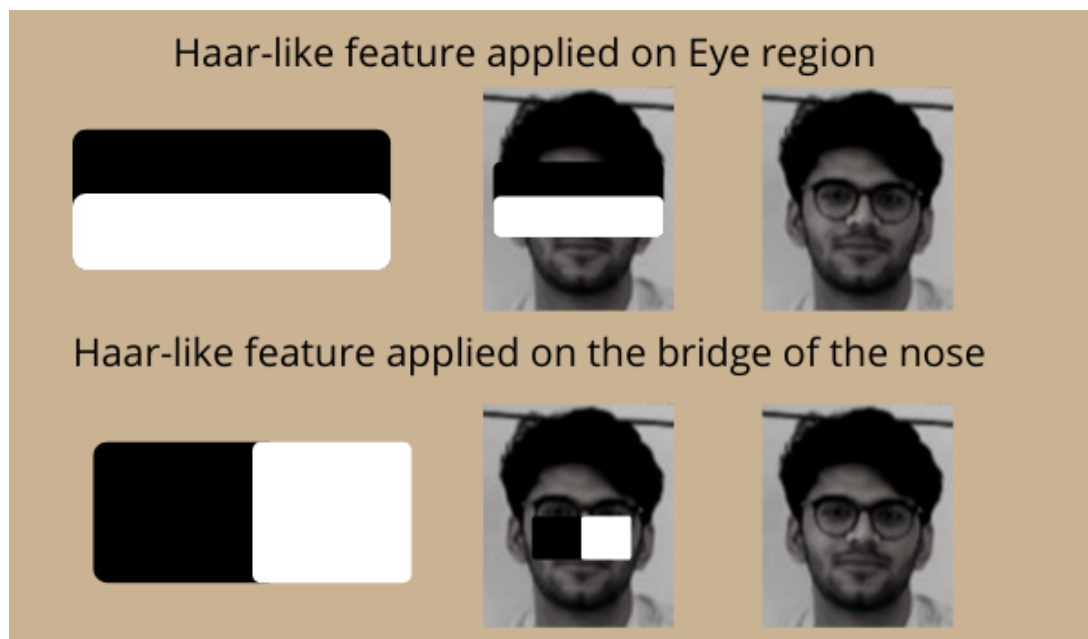 Haar-like feature applied on Eye region
Haar-like feature applied on the bridge of the nose